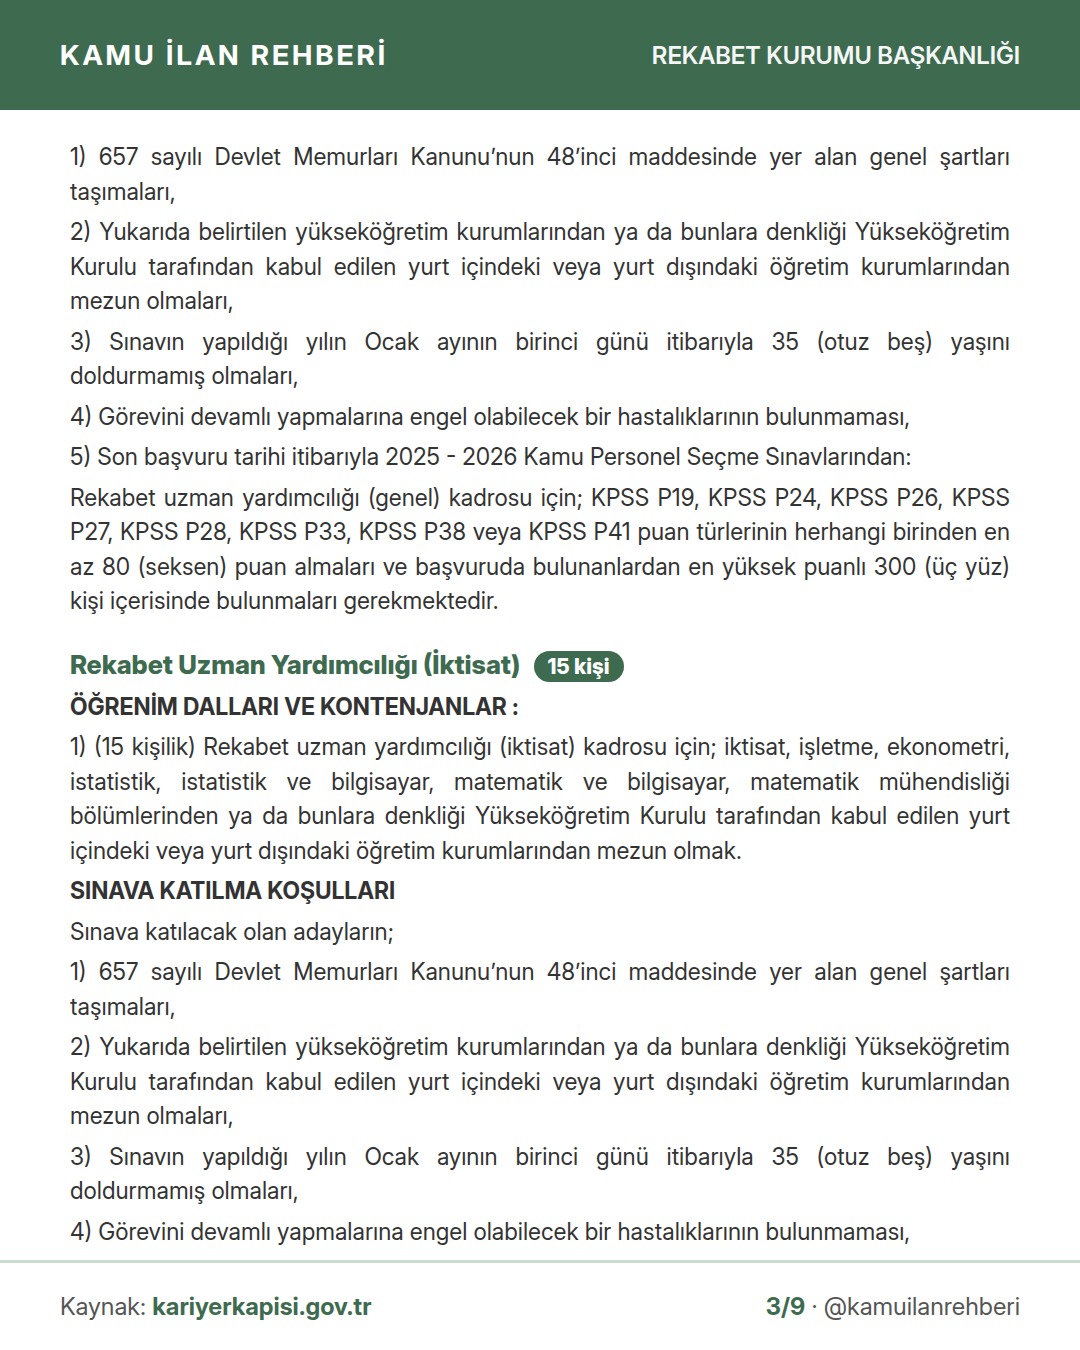 KAMU İLAN REHBERİ
REKABET KURUMU BAŞKANLIĞI
1) 657 sayılı Devlet Memurları Kanunu’nun 48’inci maddesinde yer alan genel şartları
taşımaları,
2) Yukarıda belirtilen yükseköğretim kurumlarından ya da bunlara denkliği Yükseköğretim
Kurulu tarafından kabul edilen yurt içindeki veya yurt dışındaki öğretim kurumlarından
mezun olmaları,
3) Sınavın yapıldığı yılın Ocak ayının birinci günü itibarıyla 35 (otuz beş) yaşını
doldurmamış olmaları,
4) Görevini devamlı yapmalarına engel olabilecek bir hastalıklarının bulunmaması,
5) Son başvuru tarihi itibarıyla 2025 - 2026 Kamu Personel Seçme Sınavlarından:
Rekabet uzman yardımcılığı (genel) kadrosu için; KPSS P19, KPSS P24, KPSS P26, KPSS
P27, KPSS P28, KPSS P33, KPSS P38 veya KPSS P41 puan türlerinin herhangi birinden en
az 80 (seksen) puan almaları ve başvuruda bulunanlardan en yüksek puanlı 300 (üç yüz)
kişi içerisinde bulunmaları gerekmektedir.
Rekabet Uzman Yardımcılığı (İktisat) 15 kişi
ÖĞRENİM DALLARI VE KONTENJANLAR :
1) (15 kişilik) Rekabet uzman yardımcılığı (iktisat) kadrosu için; iktisat, işletme, ekonometri,
istatistik, istatistik ve bilgisayar, matematik ve bilgisayar, matematik mühendisliği
bölümlerinden ya da bunlara denkliği Yükseköğretim Kurulu tarafından kabul edilen yurt
içindeki veya yurt dışındaki öğretim kurumlarından mezun olmak.
SINAVA KATILMA KOŞULLARI
Sınava katılacak olan adayların;
1) 657 sayılı Devlet Memurları Kanunu’nun 48’inci maddesinde yer alan genel şartları
taşımaları,
2) Yukarıda belirtilen yükseköğretim kurumlarından ya da bunlara denkliği Yükseköğretim
Kurulu tarafından kabul edilen yurt içindeki veya yurt dışındaki öğretim kurumlarından
mezun olmaları,
3) Sınavın yapıldığı yılın Ocak ayının birinci günü itibarıyla 35 (otuz beş) yaşını
doldurmamış olmaları,
4) Görevini devamlı yapmalarına engel olabilecek bir hastalıklarının bulunmaması,
Kaynak: kariyerkapisi.gov.tr
3/9 · @kamuilanrehberi